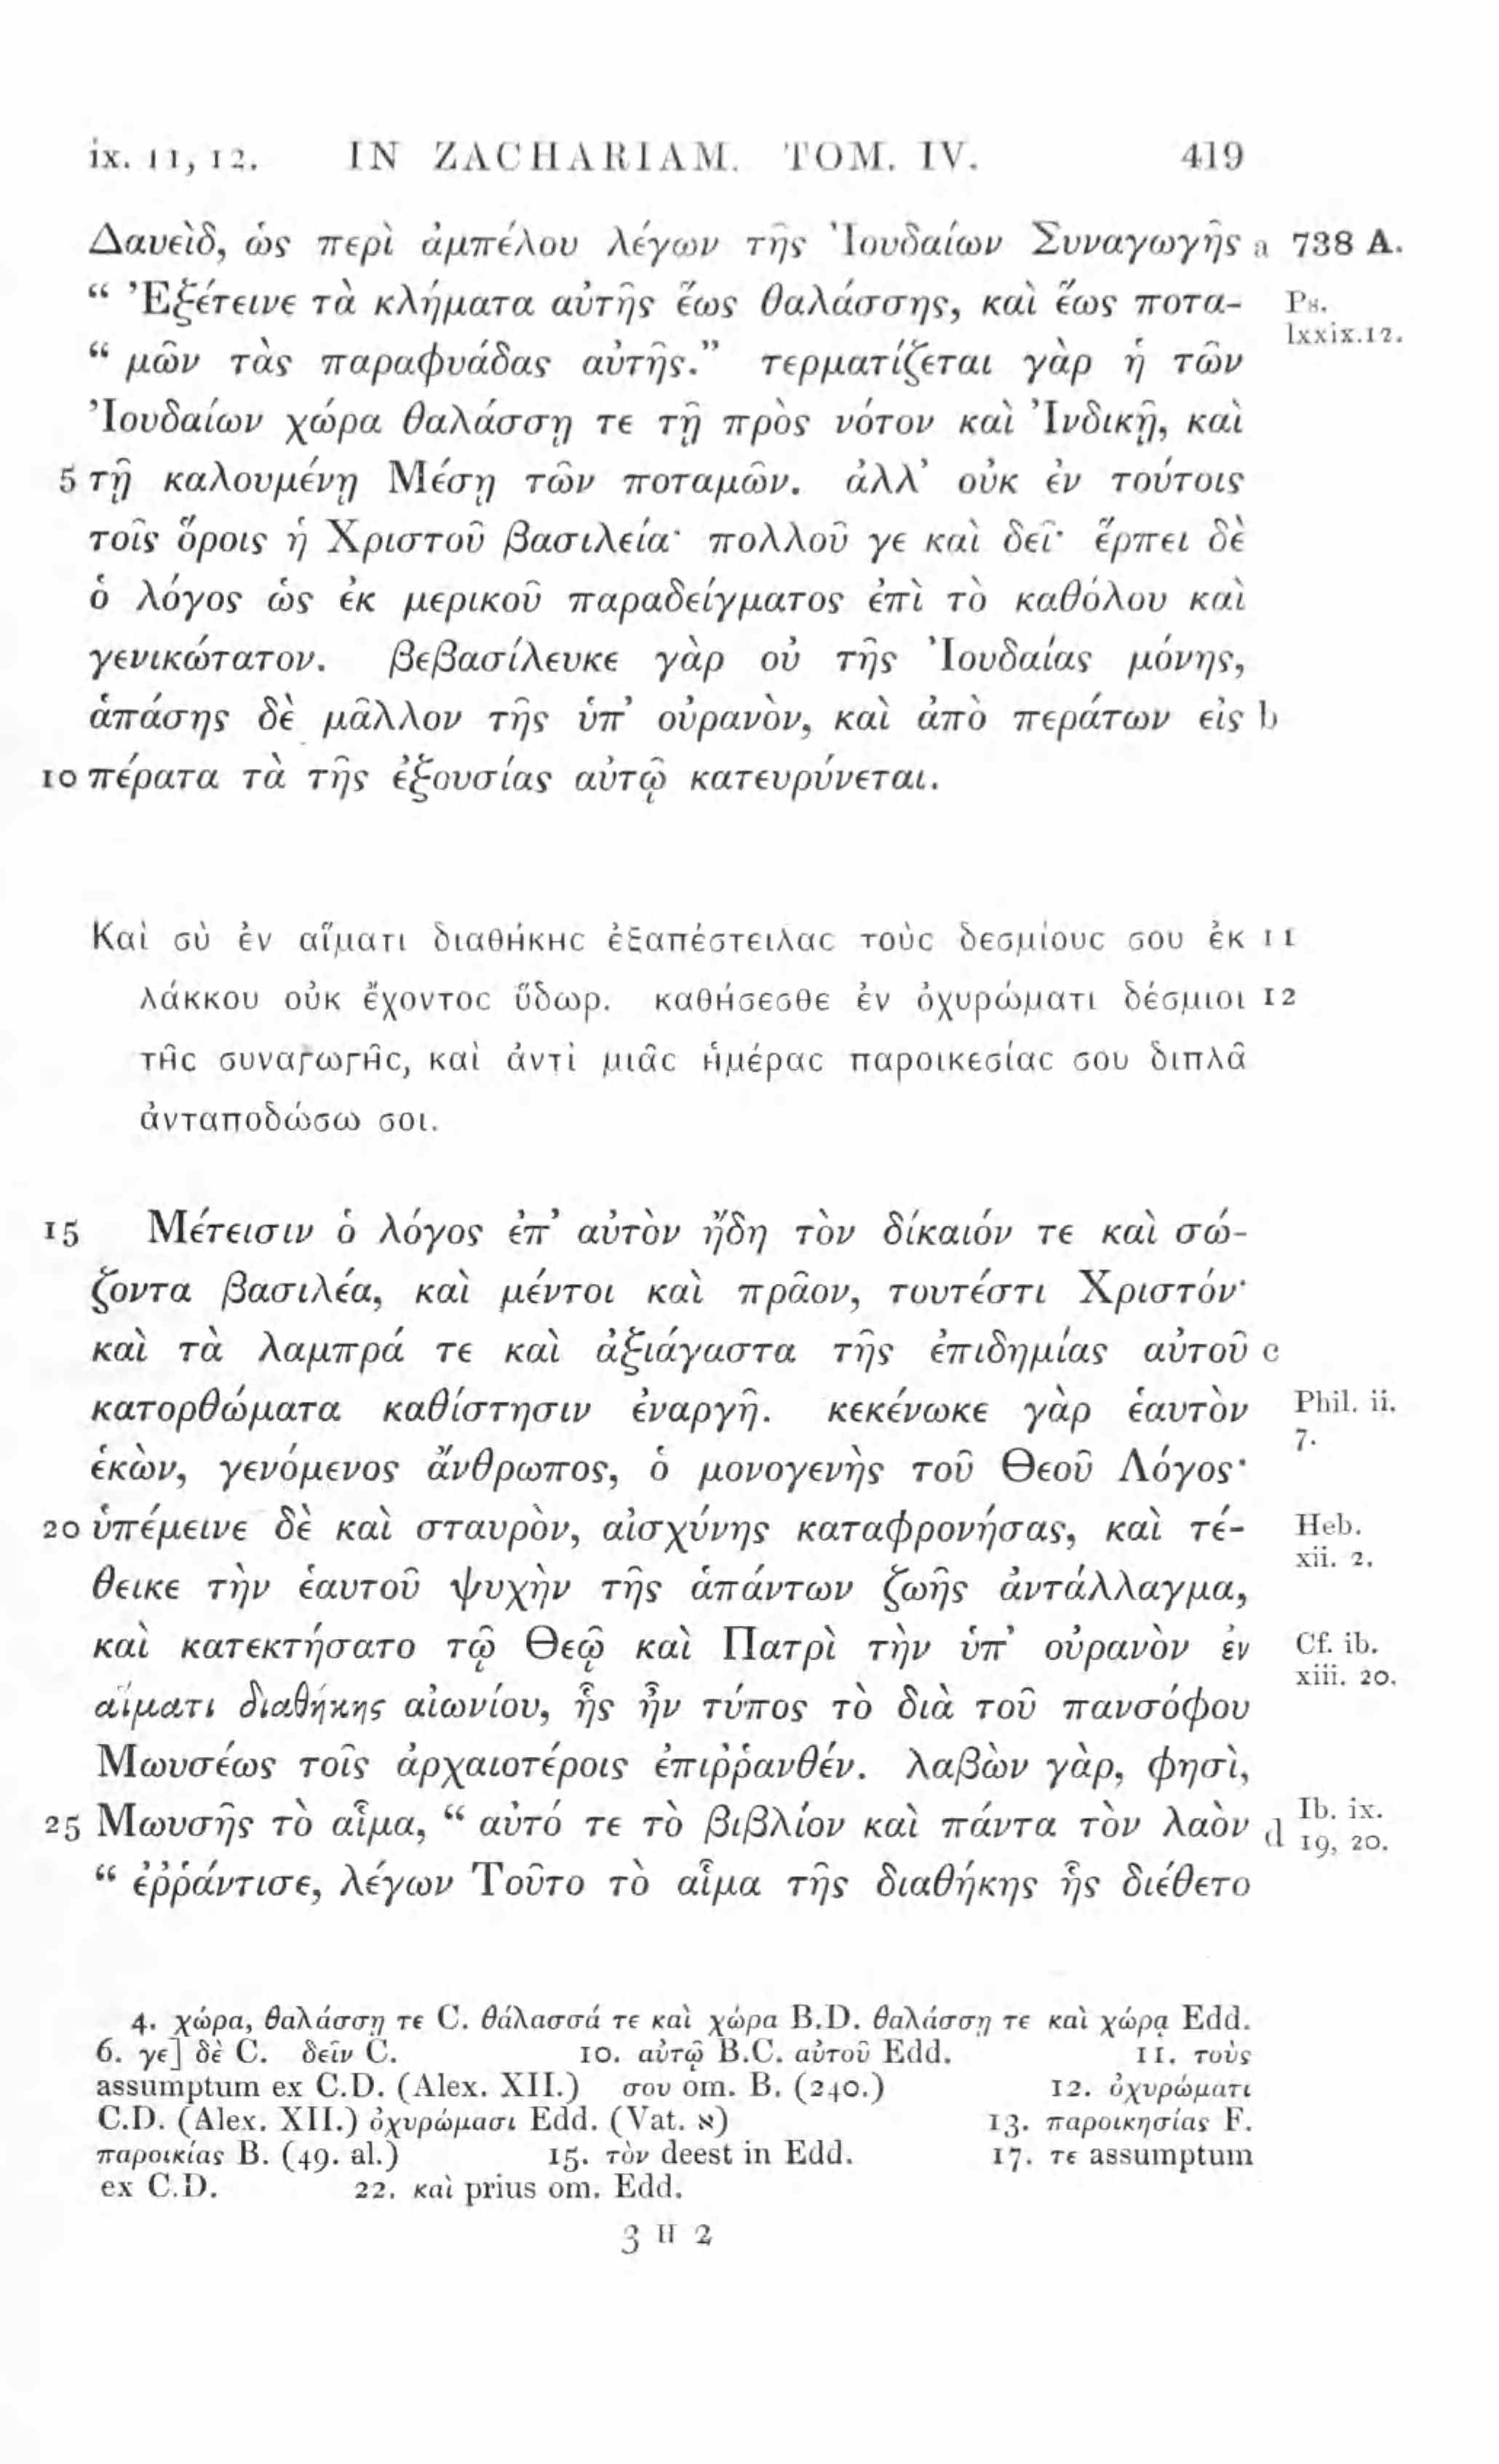 ix. 11, 12. IN ZACHARIAM. TOM. IV. 419
Δαυεὶδ, ὡς περὶ ἀμπέλου λέγων τῆς Ἰουδαίων Συναγωγῆς a 738 A.
“ Ἐξέτεινε τὰ κλήματα αὐτῆς ἕως θαλάσσης, καὶ ἕως ποτα- Ps.
lxxix.12.
“ μῶν τὰς παραφυάδας αὐτῆς.” τερματίζεται γὰρ ἡ τῶν
Ἰουδαίων χώρα θαλάσσῃ τε τῇ πρὸς νότον καὶ Ἰνδικῇ, καὶ
5 τῇ καλουμένῃ Μέσῃ τῶν ποταμῶν. ἀλλ’ οὐκ ἐν τούτοις
τοῖς ὅροις ἡ Χριστοῦ βασιλεία· πολλοῦ γε καὶ δεῖ· ἕρπει δὲ
ὁ λόγος ὡς ἐκ μερικοῦ παραδείγματος ἐπὶ τὸ καθόλου καὶ
γενικώτατον. βεβασίλευκε γὰρ οὐ τῆς Ἰουδαίας μόνης,
ἁπάσης δὲ μᾶλλον τῆς ὑπ’ οὐρανὸν, καὶ ἀπὸ περάτων εἰς b
10 πέρατα τὰ τῆς ἐξουσίας αὐτῷ κατευρύνεται.
Καὶ σὺ ἐν αἵματι διαθήκης ἐξαπέστειλας τοὺς δεσμίους σου ἐκ 11
λάκκου οὐκ ἔχοντος ὕδωρ. καθήσεσθε ἐν ὀχυρώματι δέσμιοι 12
τῆς συναγωγῆς, καὶ ἀντὶ μιᾶς ἡμέρας παροικεσίας σου διπλᾶ
ἀνταποδώσω σοι.
15 Μέτεισιν ὁ λόγος ἐπ’ αὐτὸν ἤδη τὸν δίκαιόν τε καὶ σώ-
ζοντα βασιλέα, καὶ μέντοι καὶ πρᾶον, τουτέστι Χριστόν·
καὶ τὰ λαμπρά τε καὶ ἀξιάγαστα τῆς ἐπιδημίας αὐτοῦ c
κατορθώματα καθίστησιν ἐναργῆ. κεκένωκε γὰρ ἑαυτὸν Phil. ii.
7.
ἑκὼν, γενόμενος ἄνθρωπος, ὁ μονογενὴς τοῦ Θεοῦ Λόγος·
20 ὑπέμεινε δὲ καὶ σταυρὸν, αἰσχύνης καταφρονήσας, καὶ τέ- Heb.
xii. 2.
θεικε τὴν ἑαυτοῦ ψυχὴν τῆς ἁπάντων ζωῆς ἀντάλλαγμα,
καὶ κατεκτήσατο τῷ Θεῷ καὶ Πατρὶ τὴν ὑπ’ οὐρανὸν ἐν Cf. ib.
xiii. 20.
αἵματι διαθήκης αἰωνίου, ἧς ἦν τύπος τὸ διὰ τοῦ πανσόφου
Μωυσέως τοῖς ἀρχαιοτέροις ἐπιῤῥανθέν. λαβὼν γὰρ, φησὶ,
25 Μωυσῆς τὸ αἷμα, “ αὐτό τε τὸ βιβλίον καὶ πάντα τὸν λαὸν d Ib. ix.
19, 20.
“ ἐῤῥάντισε, λέγων Τοῦτο τὸ αἷμα τῆς διαθήκης ἧς διέθετο
4. χώρα, θαλάσσῃ τε C. θάλασσά τε καὶ χώρα B.D. θαλάσσῃ τε καὶ χώρᾳ Edd.
6. γε] δὲ C. δεῖν C. 10. αὐτῷ B.C. αὐτοῦ Edd. 11. τοὺς
assumptum ex C.D. (Alex. XII.) σου om. B. (240.) 12. ὀχυρώματι
C.D. (Alex. XII.) ὀχυρώμασι Edd. (Vat. א) 13. παροικησίας F.
παροικίας B. (49. al.) 15. τὸν deest in Edd. 17. τε assumptum
ex C.D. 22. καὶ prius om. Edd.
3 H 2